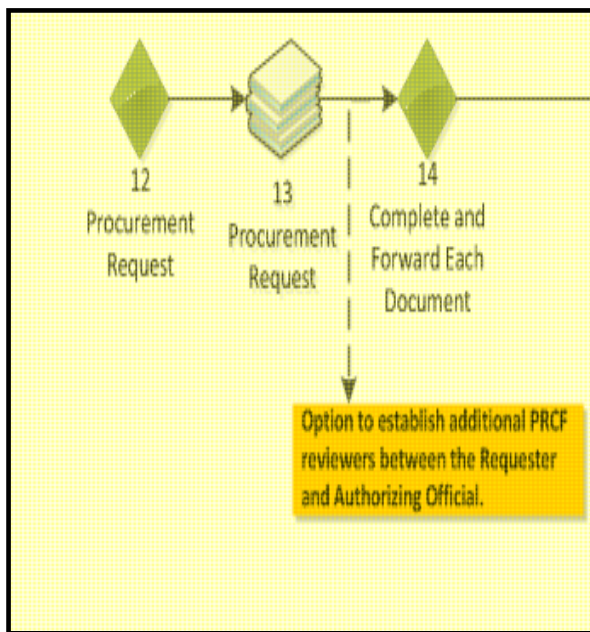 12
Procurement
Request
13
Procurement
Request
14
Complete and
Forward Each
Document
Option to establish additional PRCF
reviewers between the Requester
and Authorizing Official.